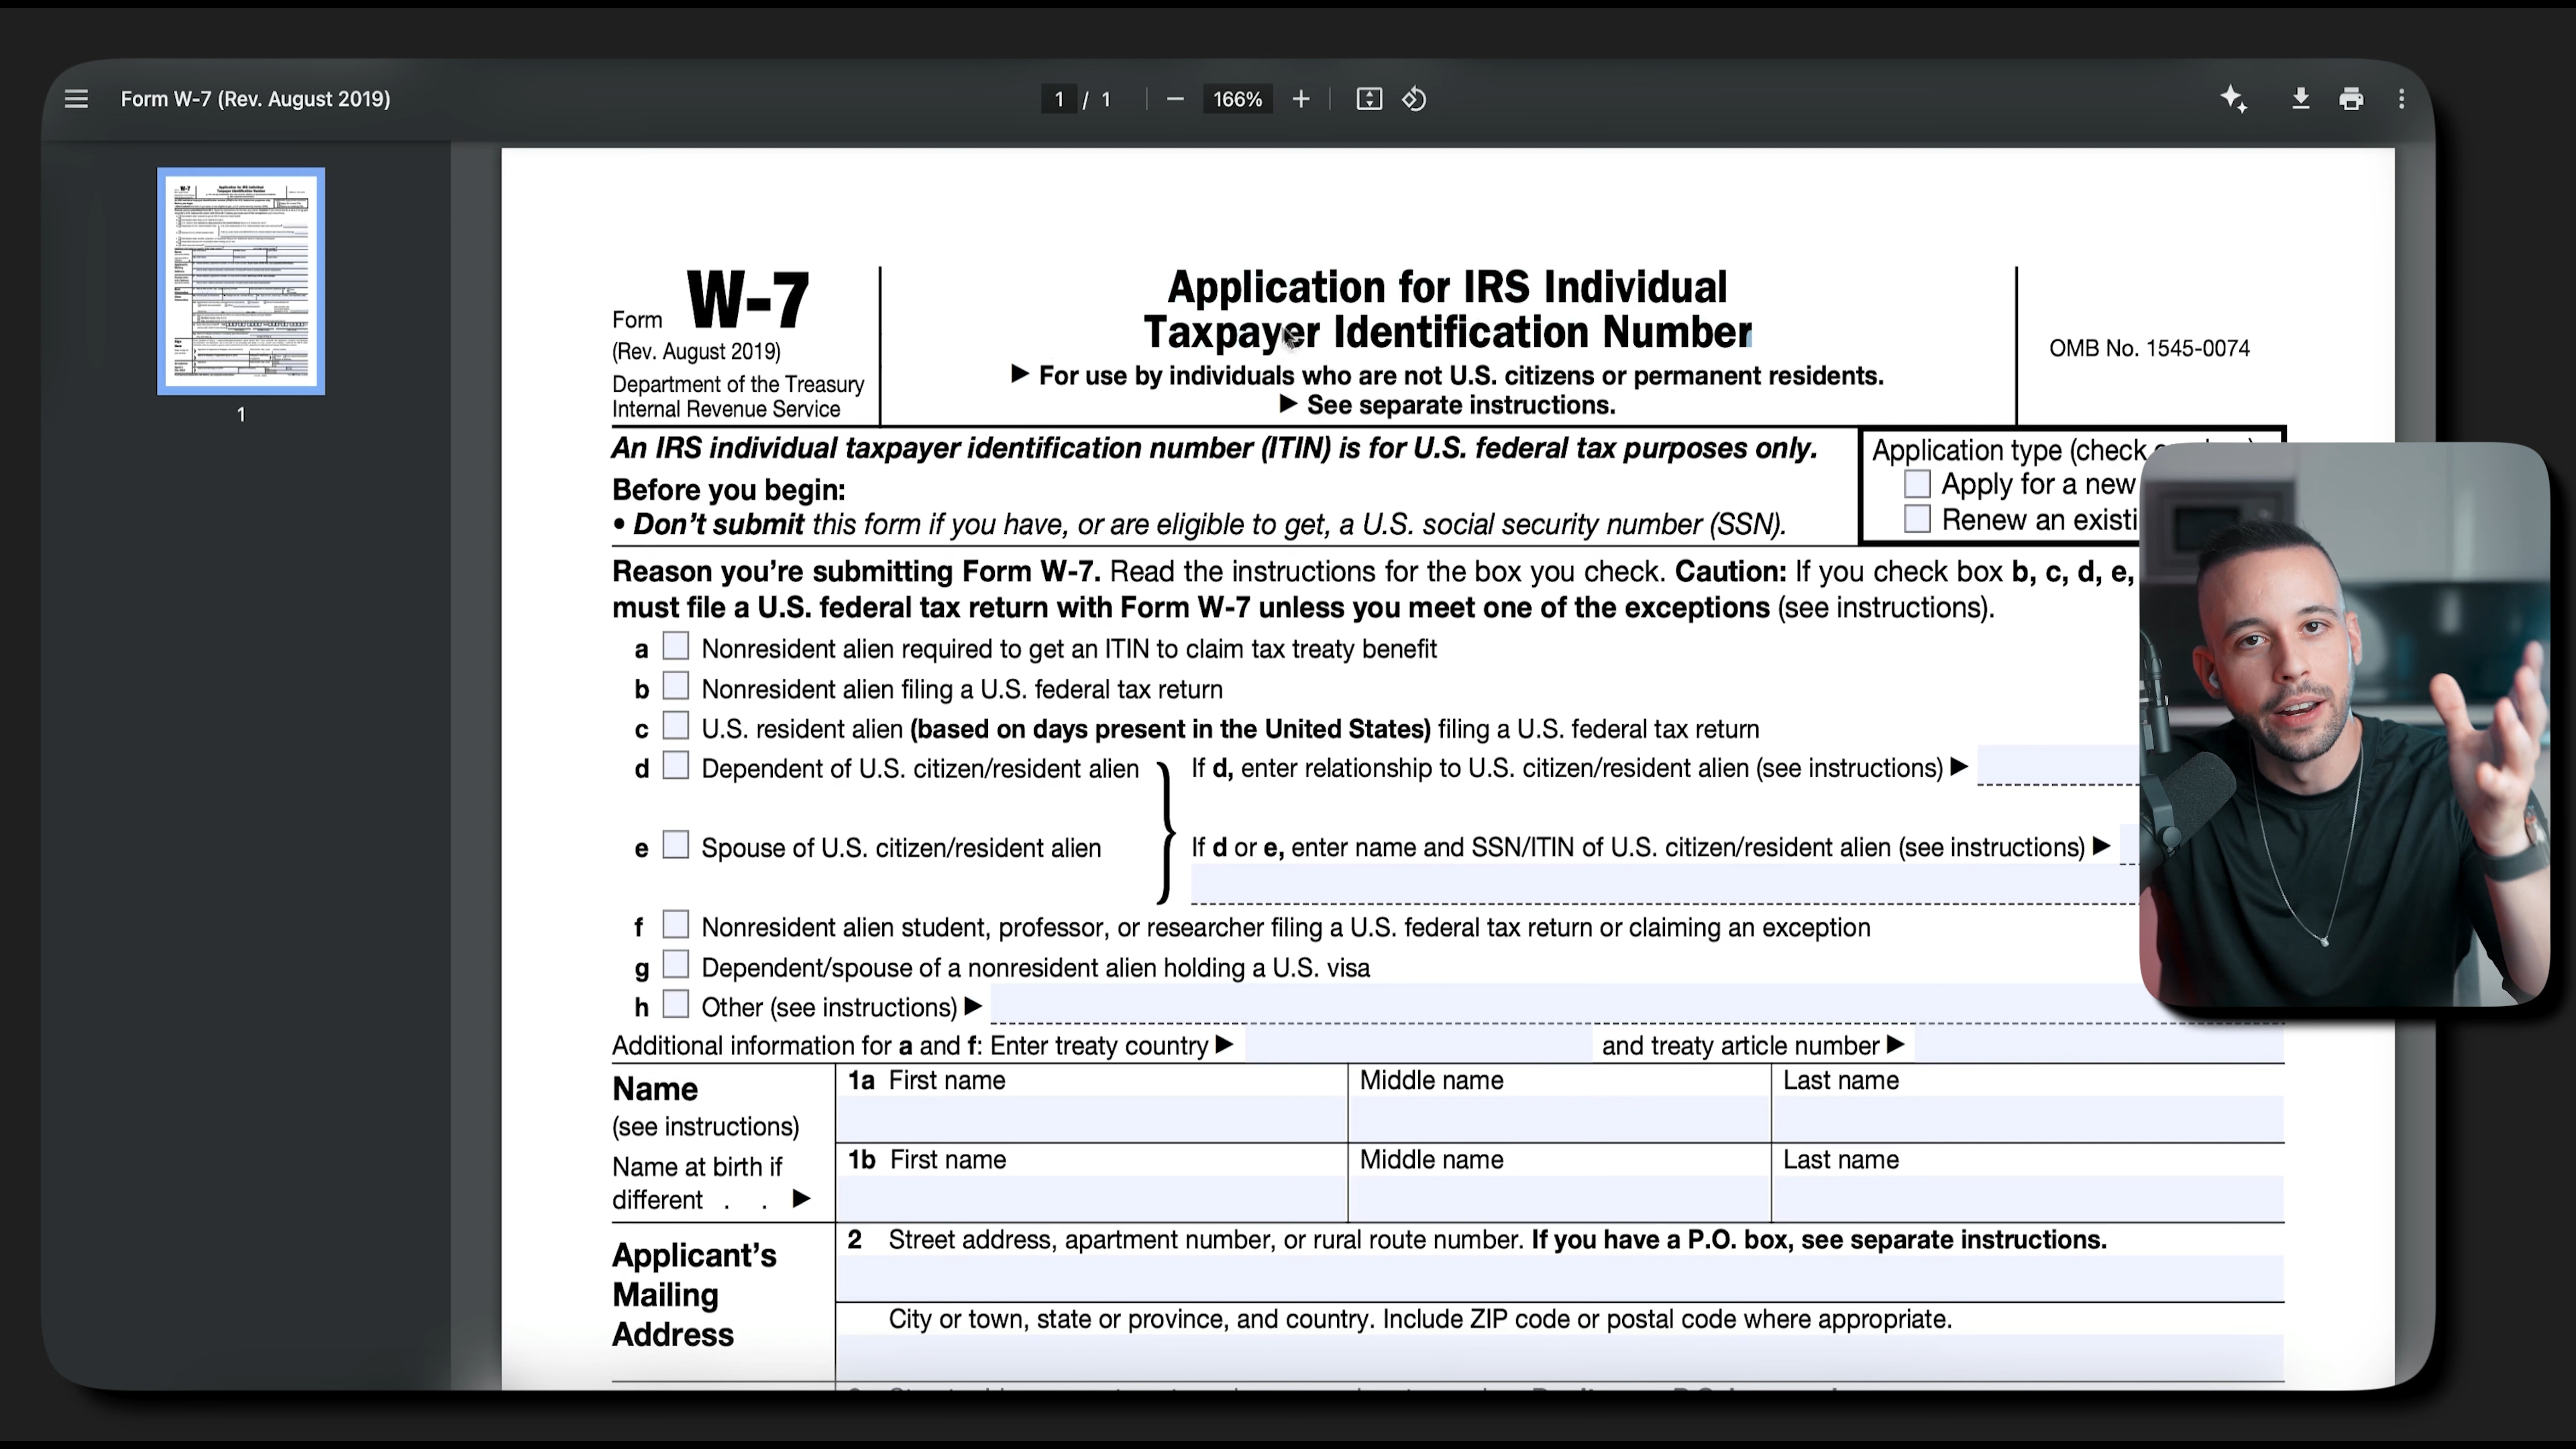 Form W-7 (Rev. August 2019)
1 / 1
166%
1
Form W-7
(Rev. August 2019)
Department of the Treasury
Internal Revenue Service
Application for IRS Individual
Taxpayer Identification Number
▶ For use by individuals who are not U.S. citizens or permanent residents.
▶ See separate instructions.
OMB No. 1545-0074
An IRS individual taxpayer identification number (ITIN) is for U.S. federal tax purposes only.
Before you begin:
• Don’t submit this form if you have, or are eligible to get, a U.S. social security number (SSN).
Application type (check
Apply for a new
Renew an existi
Reason you’re submitting Form W-7. Read the instructions for the box you check. Caution: If you check box b, c, d, e,
must file a U.S. federal tax return with Form W-7 unless you meet one of the exceptions (see instructions).
a Nonresident alien required to get an ITIN to claim tax treaty benefit
b Nonresident alien filing a U.S. federal tax return
c U.S. resident alien (based on days present in the United States) filing a U.S. federal tax return
d Dependent of U.S. citizen/resident alien If d, enter relationship to U.S. citizen/resident alien (see instructions) ▶
e Spouse of U.S. citizen/resident alien If d or e, enter name and SSN/ITIN of U.S. citizen/resident alien (see instructions) ▶
f Nonresident alien student, professor, or researcher filing a U.S. federal tax return or claiming an exception
g Dependent/spouse of a nonresident alien holding a U.S. visa
h Other (see instructions) ▶
Additional information for a and f: Enter treaty country ▶ and treaty article number ▶
Name
(see instructions)
1a First name Middle name Last name
Name at birth if
different . . ▶
1b First name Middle name Last name
Applicant’s
Mailing
Address
2 Street address, apartment number, or rural route number. If you have a P.O. box, see separate instructions.
City or town, state or province, and country. Include ZIP code or postal code where appropriate.